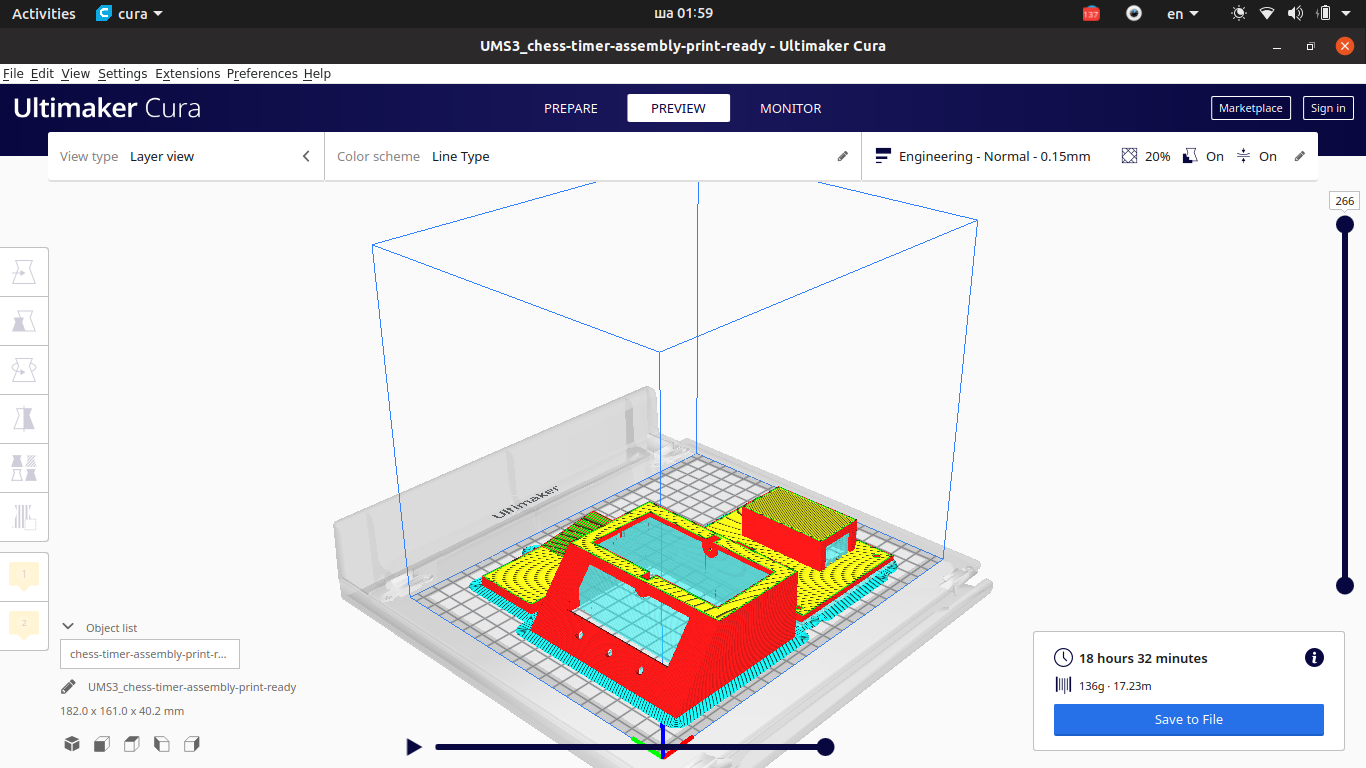 Activities cura ша 01:59 137 en
UMS3_chess-timer-assembly-print-ready - Ultimaker Cura
File Edit View Settings Extensions Preferences Help
Ultimaker Cura PREPARE PREVIEW MONITOR Marketplace Sign in
View type Layer view Color scheme Line Type Engineering - Normal - 0.15mm 20% On On
266
Ultimaker
1
2
Object list
chess-timer-assembly-print-r...
UMS3_chess-timer-assembly-print-ready
182.0 x 161.0 x 40.2 mm
18 hours 32 minutes
136g · 17.23m
Save to File